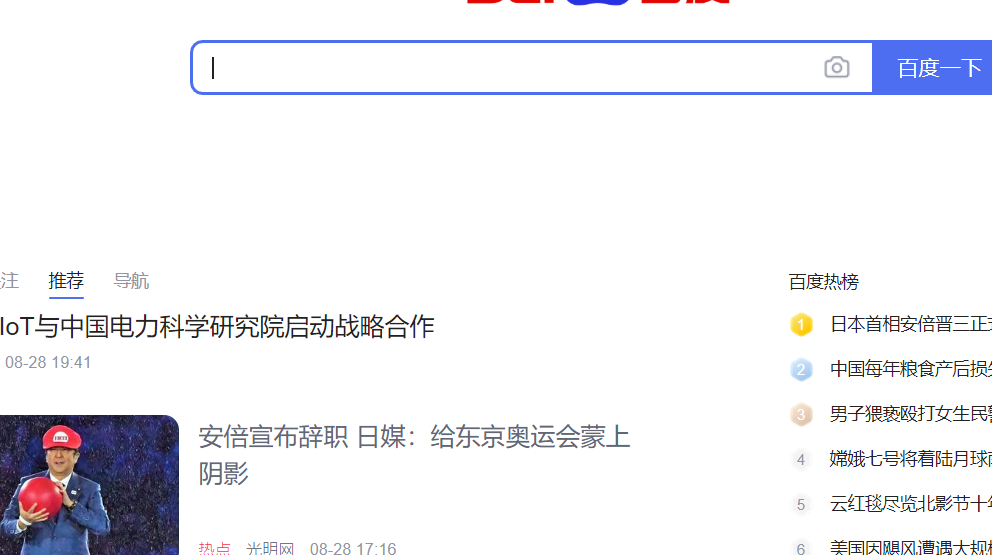 百度一下
注 推荐 导航
IoT与中国电力科学研究院启动战略合作
08-28 19:41
安倍宣布辞职 日媒：给东京奥运会蒙上
阴影
热点 光明网 08-28 17:16
百度热榜
1 日本首相安倍晋三正式
2 中国每年粮食产后损失
3 男子猥亵殴打女生民警
4 嫦娥七号将着陆月球南
5 云红毯尽览北影节十年
6 美国因飓风遭遇大规模